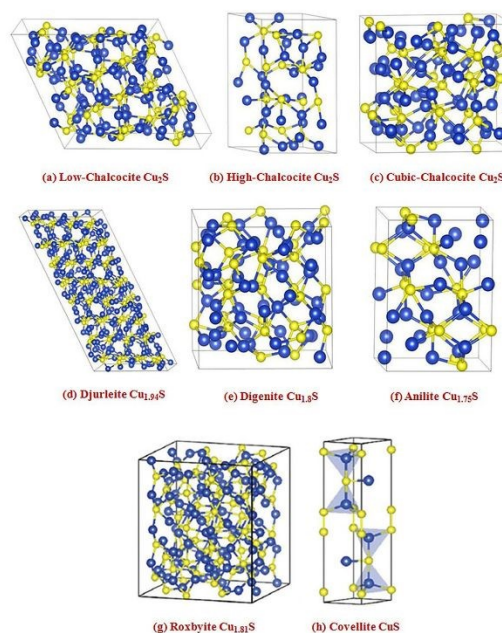 (a) Low-Chalcocite Cu₂S
(b) High-Chalcocite Cu₂S
(c) Cubic-Chalcocite Cu₂S
(d) Djurleite Cu₁.₉₄S
(e) Digenite Cu₁.₈S
(f) Anilite Cu₁.₇₅S
(g) Roxbyite Cu₁.₈₁S
(h) Covellite CuS